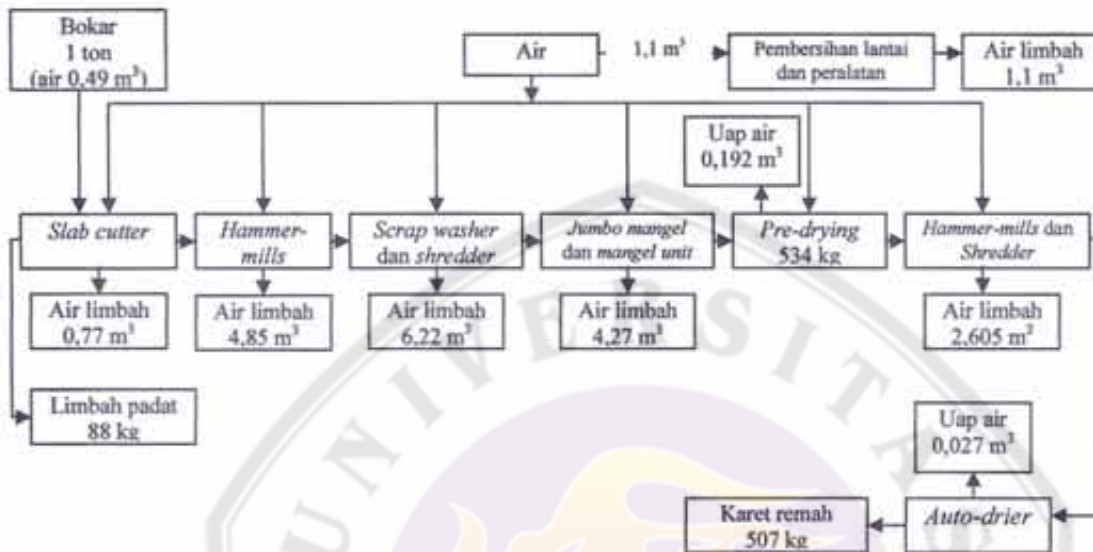 Bokar
1 ton
(air 0,49 m³)
Air
1,1 m³
Pembersihan lantai
dan peralatan
Air limbah
1,1 m³
Uap air
0,192 m³
Slab cutter
Hammer-
mills
Scrap washer
dan shredder
Jumbo mangel
dan mangel unit
Pre-drying
534 kg
Hammer-mills dan
Shredder
Air limbah
0,77 m³
Air limbah
4,85 m³
Air limbah
6,22 m³
Air limbah
4,27 m³
Air limbah
2,605 m³
Limbah padat
88 kg
Uap air
0,027 m³
Karet remah
507 kg
Auto-drier
UNIVERSITA